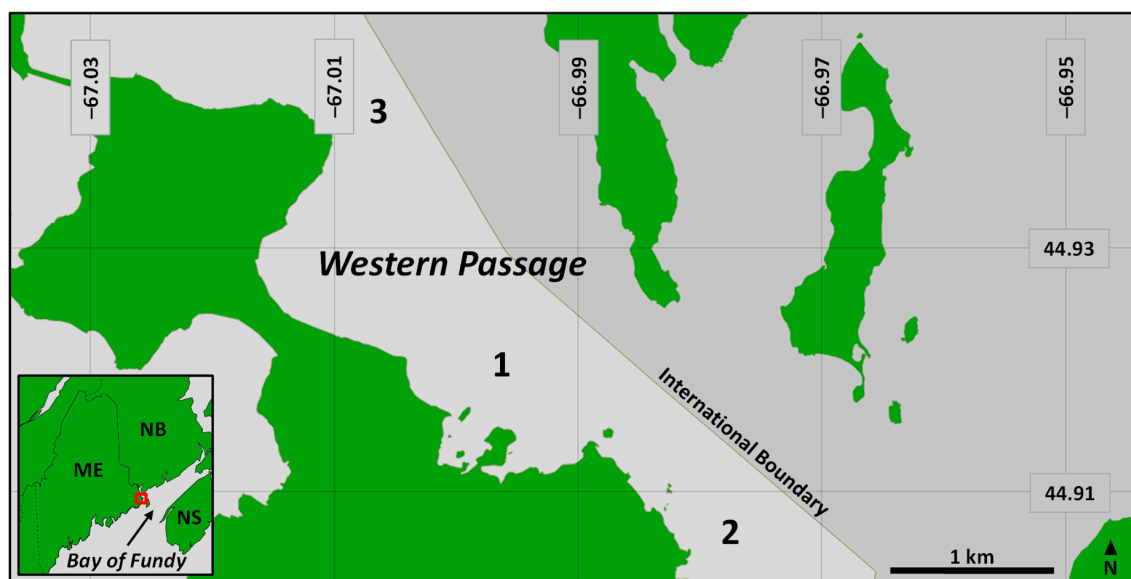 −67.03
−67.01
−66.99
−66.97
−66.95
3
Western Passage
44.93
1
International Boundary
NB
ME
NS
Bay of Fundy
44.91
2
1 km
N